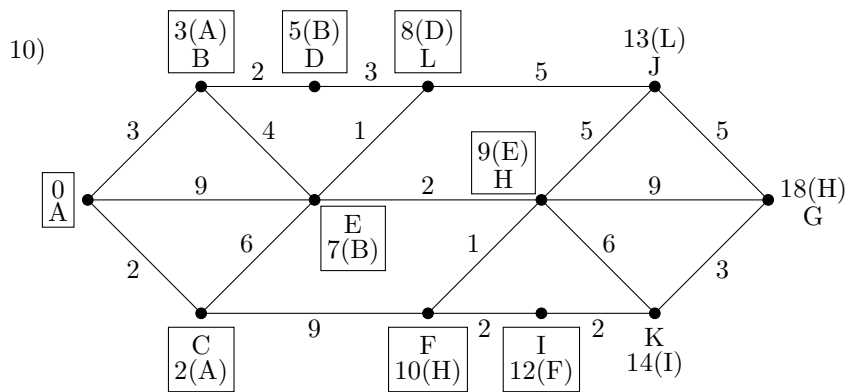 10)
3(A)
B
5(B)
D
8(D)
L
13(L)
J
2
3
5
3
4
1
5
5
9(E)
H
0
A
9
2
9
18(H)
G
E
7(B)
2
6
1
6
3
9
2
2
C
2(A)
F
10(H)
I
12(F)
K
14(I)